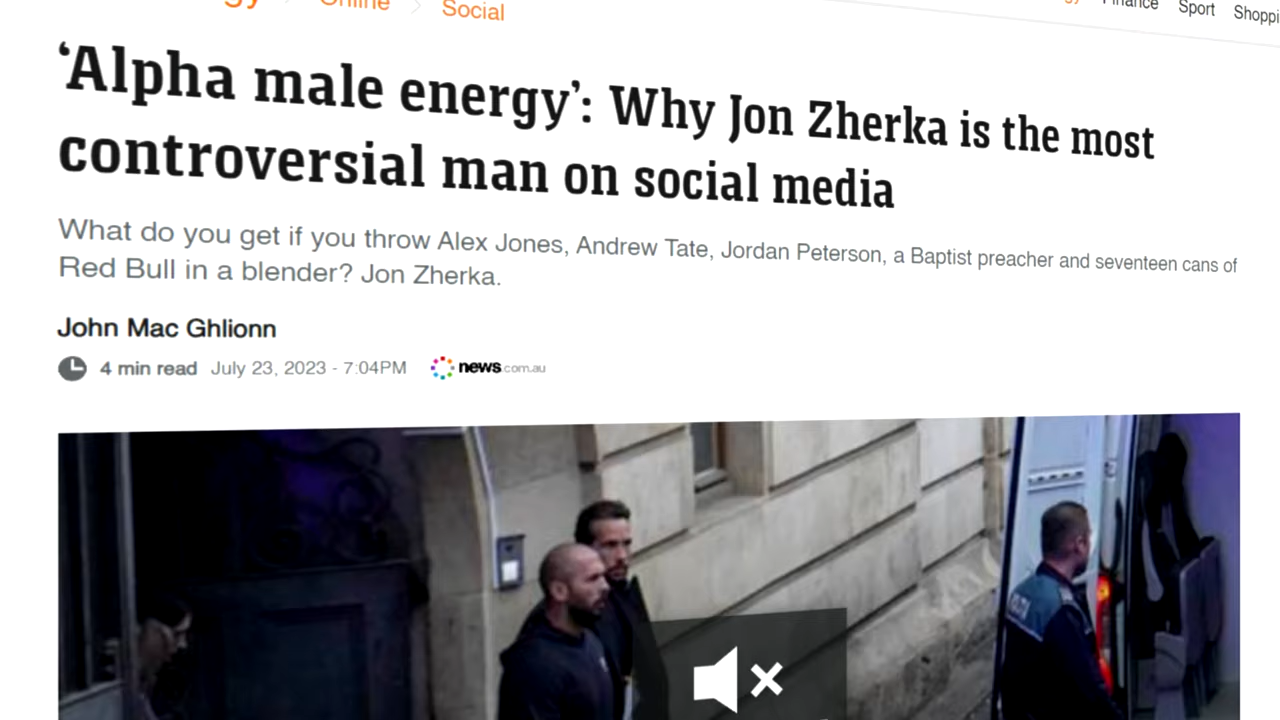 Online > Social
Finance Sport
‘Alpha male energy’: Why Jon Zherka is the most
controversial man on social media
What do you get if you throw Alex Jones, Andrew Tate, Jordan Peterson, a Baptist preacher and seventeen cans of
Red Bull in a blender? Jon Zherka.
John Mac Ghlionn
4 min read July 23, 2023 - 7:04PM news.com.au